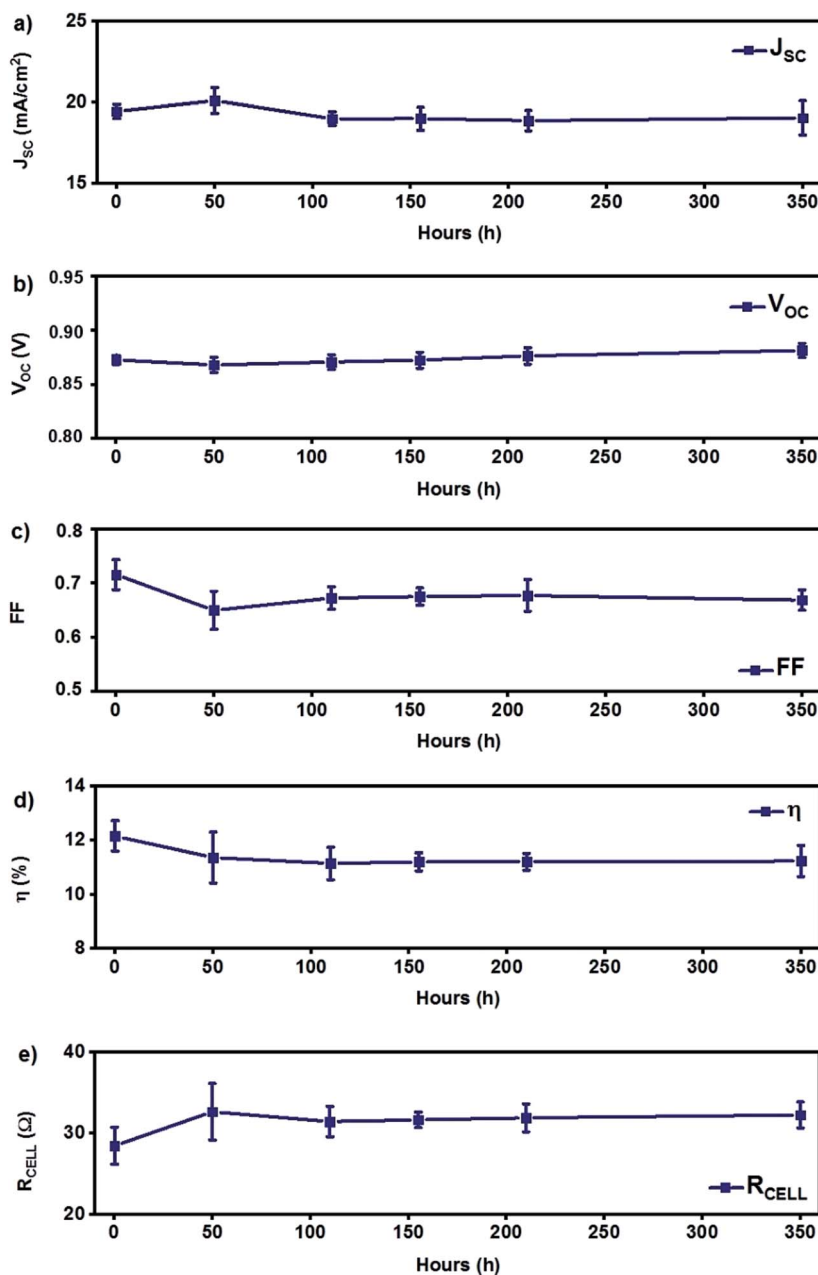 a)
25
20
15
J_SC (mA/cm²)
J_SC
0 50 100 150 200 250 300 350
Hours (h)
b)
0.95
0.90
0.85
0.80
V_OC (V)
V_OC
0 50 100 150 200 250 300 350
Hours (h)
c)
0.8
0.7
0.6
0.5
FF
FF
0 50 100 150 200 250 300 350
Hours (h)
d)
14
12
10
8
η (%)
η
0 50 100 150 200 250 300 350
Hours (h)
e)
40
30
20
R_CELL (Ω)
R_CELL
0 50 100 150 200 250 300 350
Hours (h)